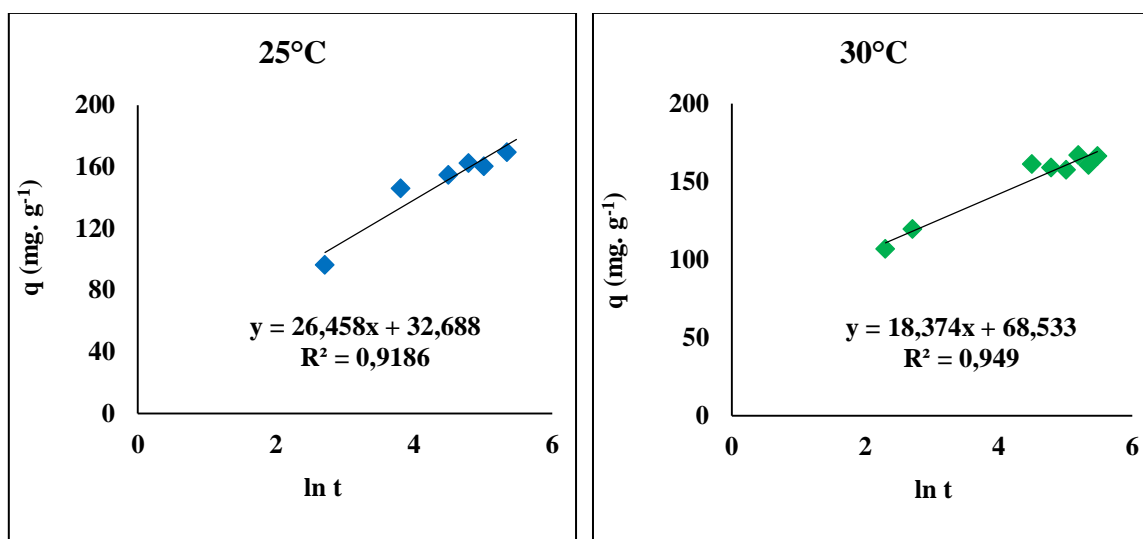 25°C
200
160
120
80
40
0
q (mg. g⁻¹)
y = 26,458x + 32,688
R² = 0,9186
0 2 4 6
ln t
30°C
200
150
100
50
0
q (mg. g⁻¹)
y = 18,374x + 68,533
R² = 0,949
0 2 4 6
ln t